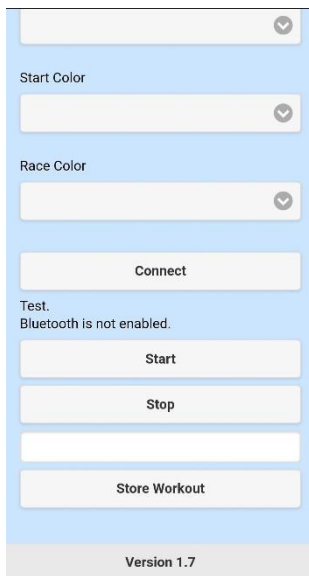 Start Color
Race Color
Connect
Test.
Bluetooth is not enabled.
Start
Stop
Store Workout
Version 1.7